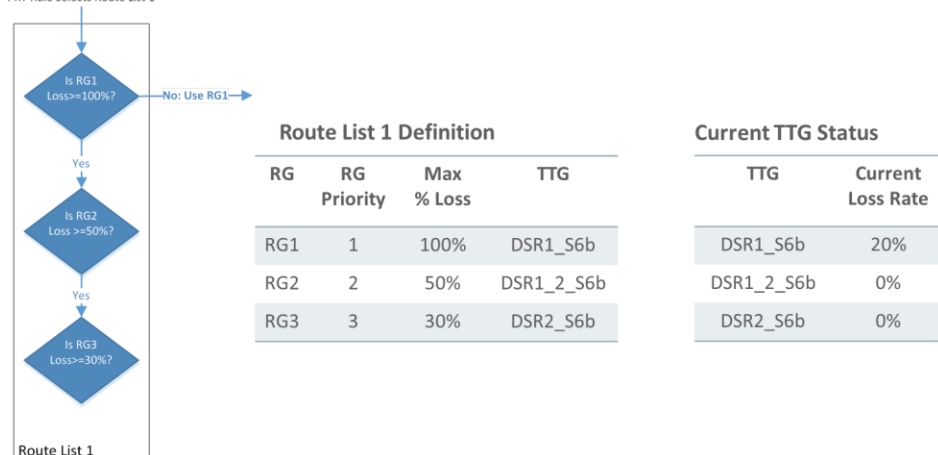 Is RG1
Loss>=100%?
No: Use RG1
Yes
Is RG2
Loss >=50%?
Yes
Is RG3
Loss>=30%?
Route List 1
Route List 1 Definition
RG RG Priority Max % Loss TTG
RG1 1 100% DSR1_S6b
RG2 2 50% DSR1_2_S6b
RG3 3 30% DSR2_S6b
Current TTG Status
TTG Current Loss Rate
DSR1_S6b 20%
DSR1_2_S6b 0%
DSR2_S6b 0%